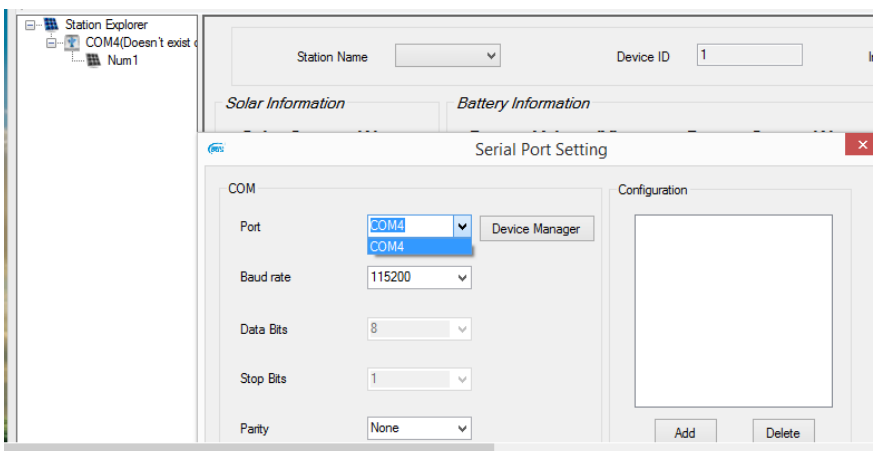 Station Explorer
COM4(Doesn't exist
Num1
Station Name
Device ID 1
Solar Information
Battery Information
Serial Port Setting
COM
Configuration
Port COM4 Device Manager
COM4
Baud rate 115200
Data Bits 8
Stop Bits 1
Parity None
Add Delete